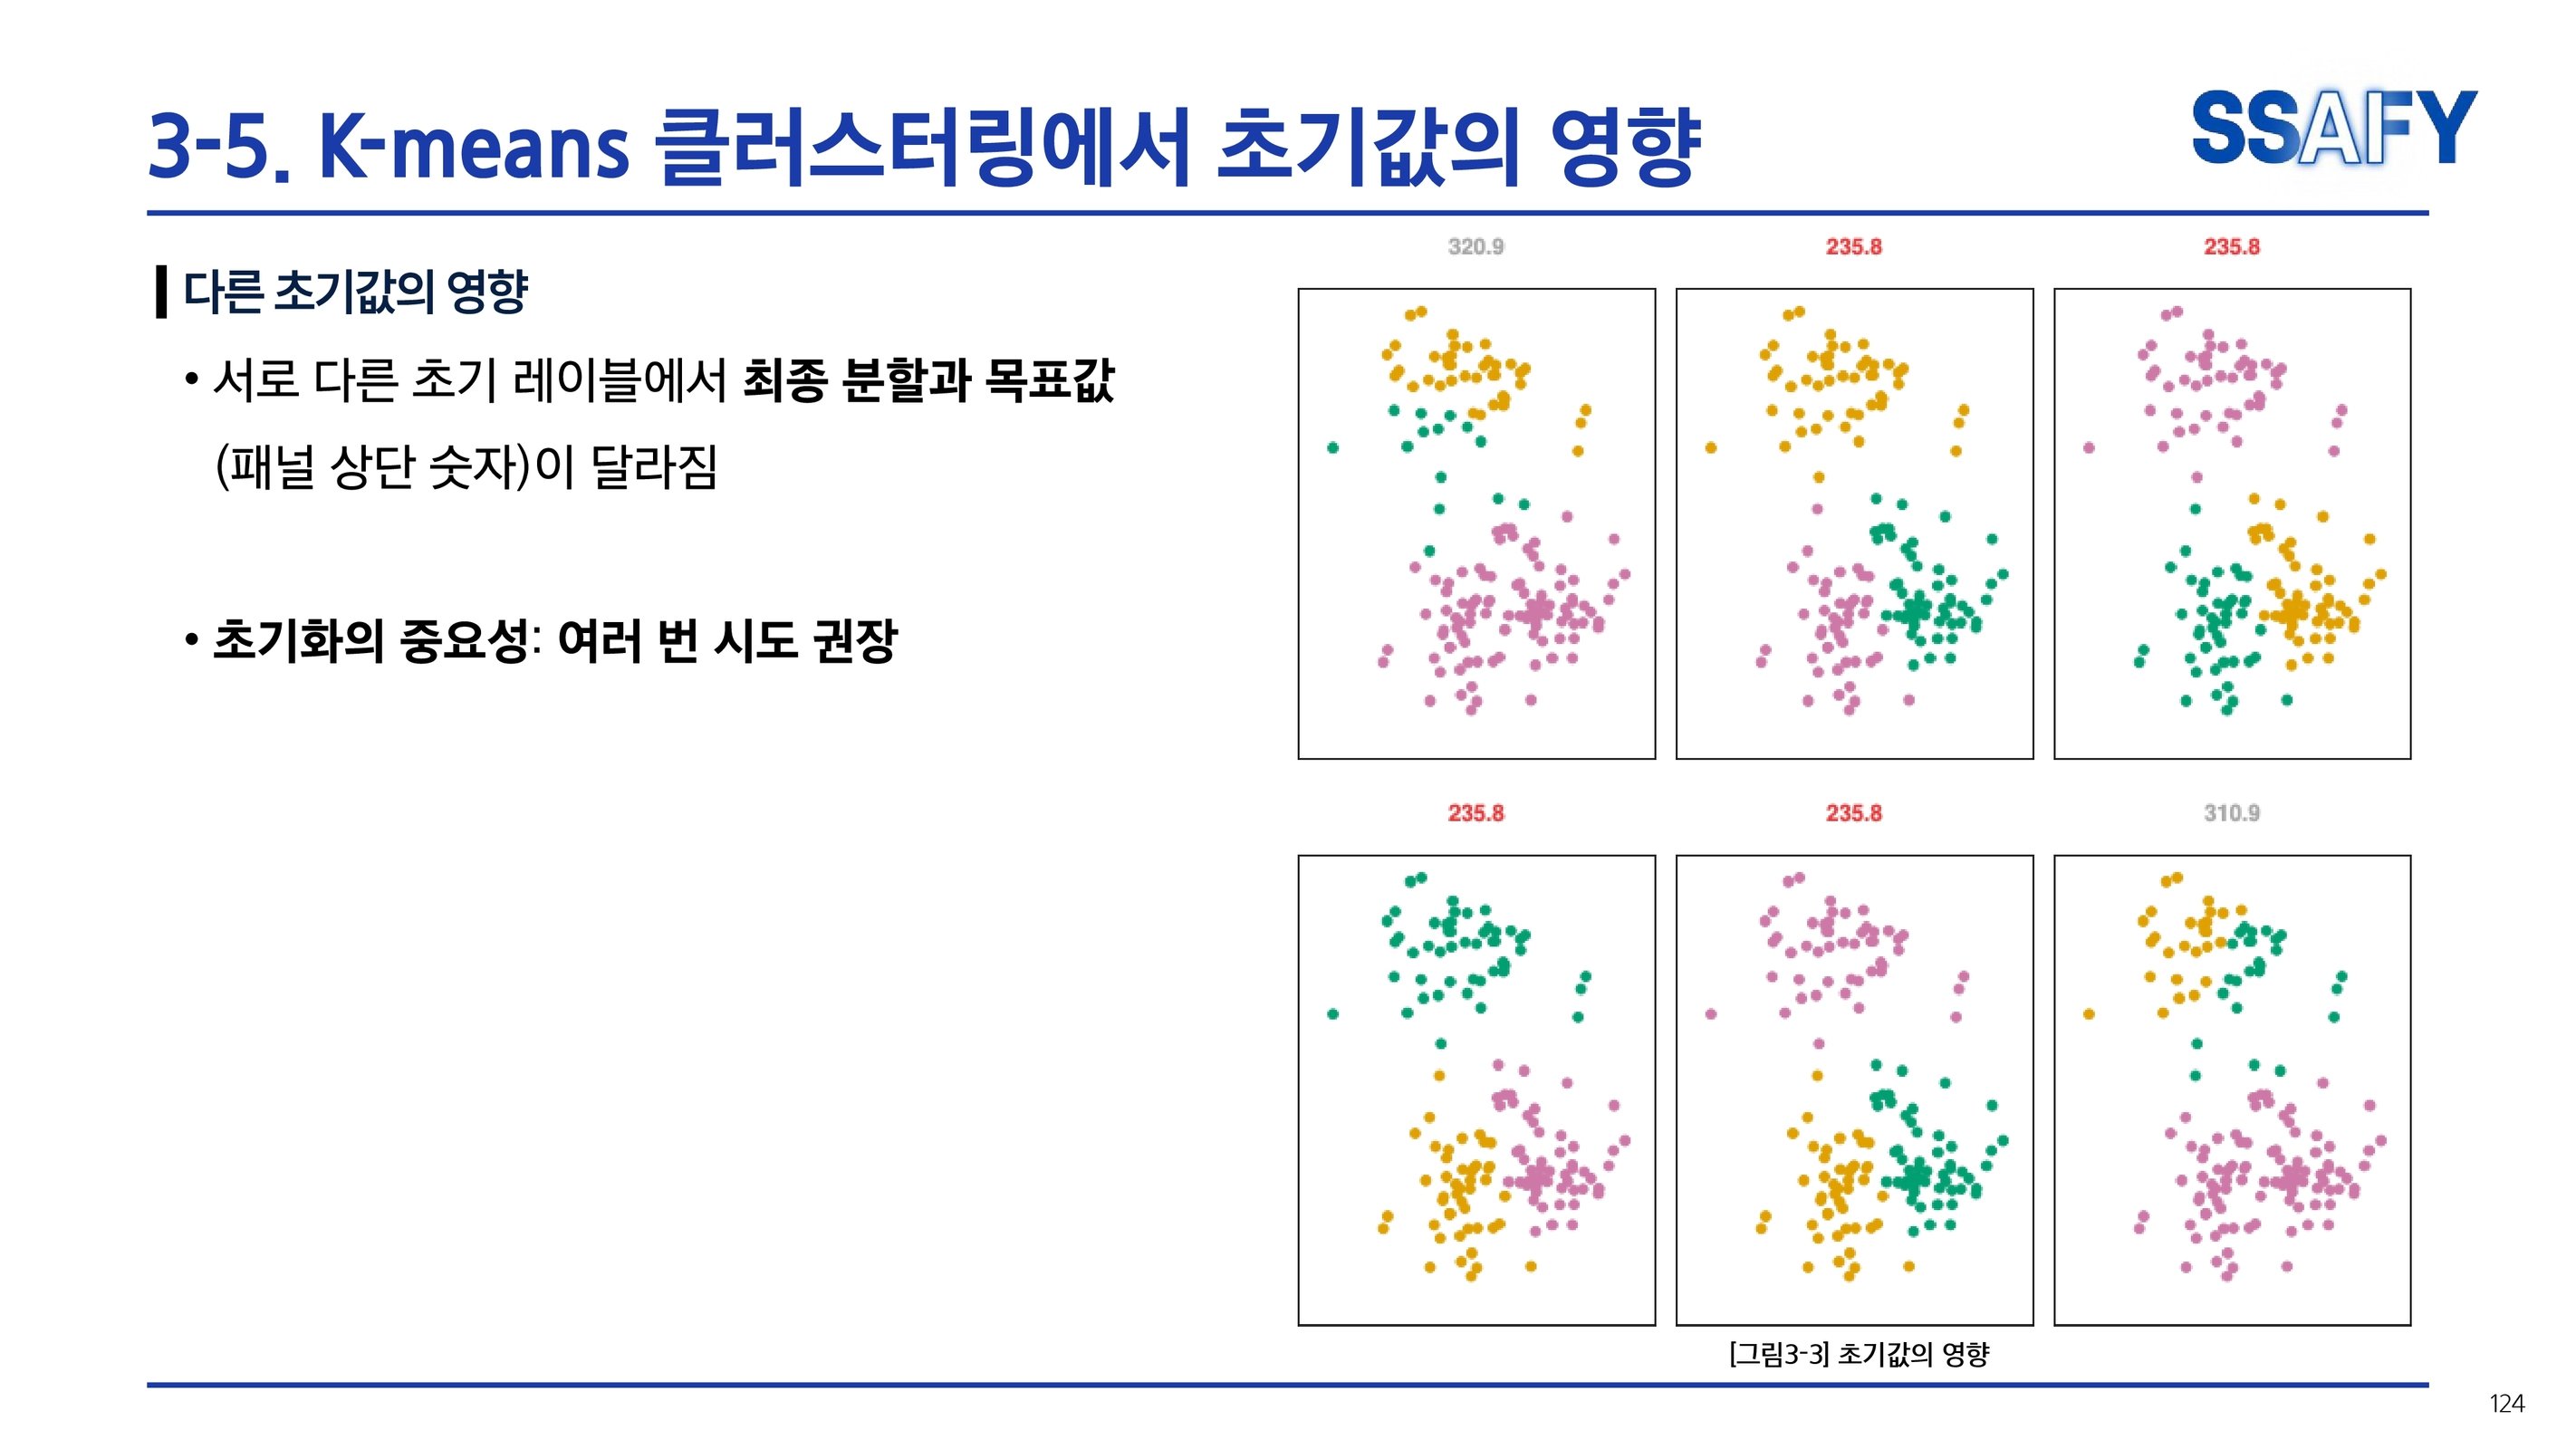 3-5. K-means 클러스터링에서 초기값의 영향
SSAFY
다른 초기값의 영향
• 서로 다른 초기 레이블에서 최종 분할과 목표값
(패널 상단 숫자)이 달라짐
• 초기화의 중요성: 여러 번 시도 권장
320.9 235.8 235.8
235.8 235.8 310.9
[그림3-3] 초기값의 영향
124